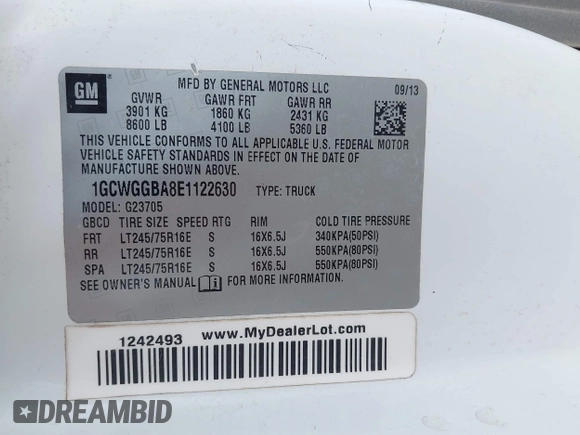 GM
MFD BY GENERAL MOTORS LLC 09/13
GVWR GAWR FRT GAWR RR
3901 KG 1860 KG 2431 KG
8600 LB 4100 LB 5360 LB
THIS VEHICLE CONFORMS TO ALL APPLICABLE U.S. FEDERAL MOTOR
VEHICLE SAFETY STANDARDS IN EFFECT ON THE DATE OF
MANUFACTURE SHOWN ABOVE.
1GCWGGBA8E1122630 TYPE: TRUCK
MODEL: G23705
GBCD TIRE SIZE SPEED RTG RIM COLD TIRE PRESSURE
FRT LT245/75R16E S 16X6.5J 340KPA(50PSI)
RR LT245/75R16E S 16X6.5J 550KPA(80PSI)
SPA LT245/75R16E S 16X6.5J 550KPA(80PSI)
SEE OWNER'S MANUAL FOR MORE INFORMATION.
1242493 www.MyDealerLot.com
DREAMBID